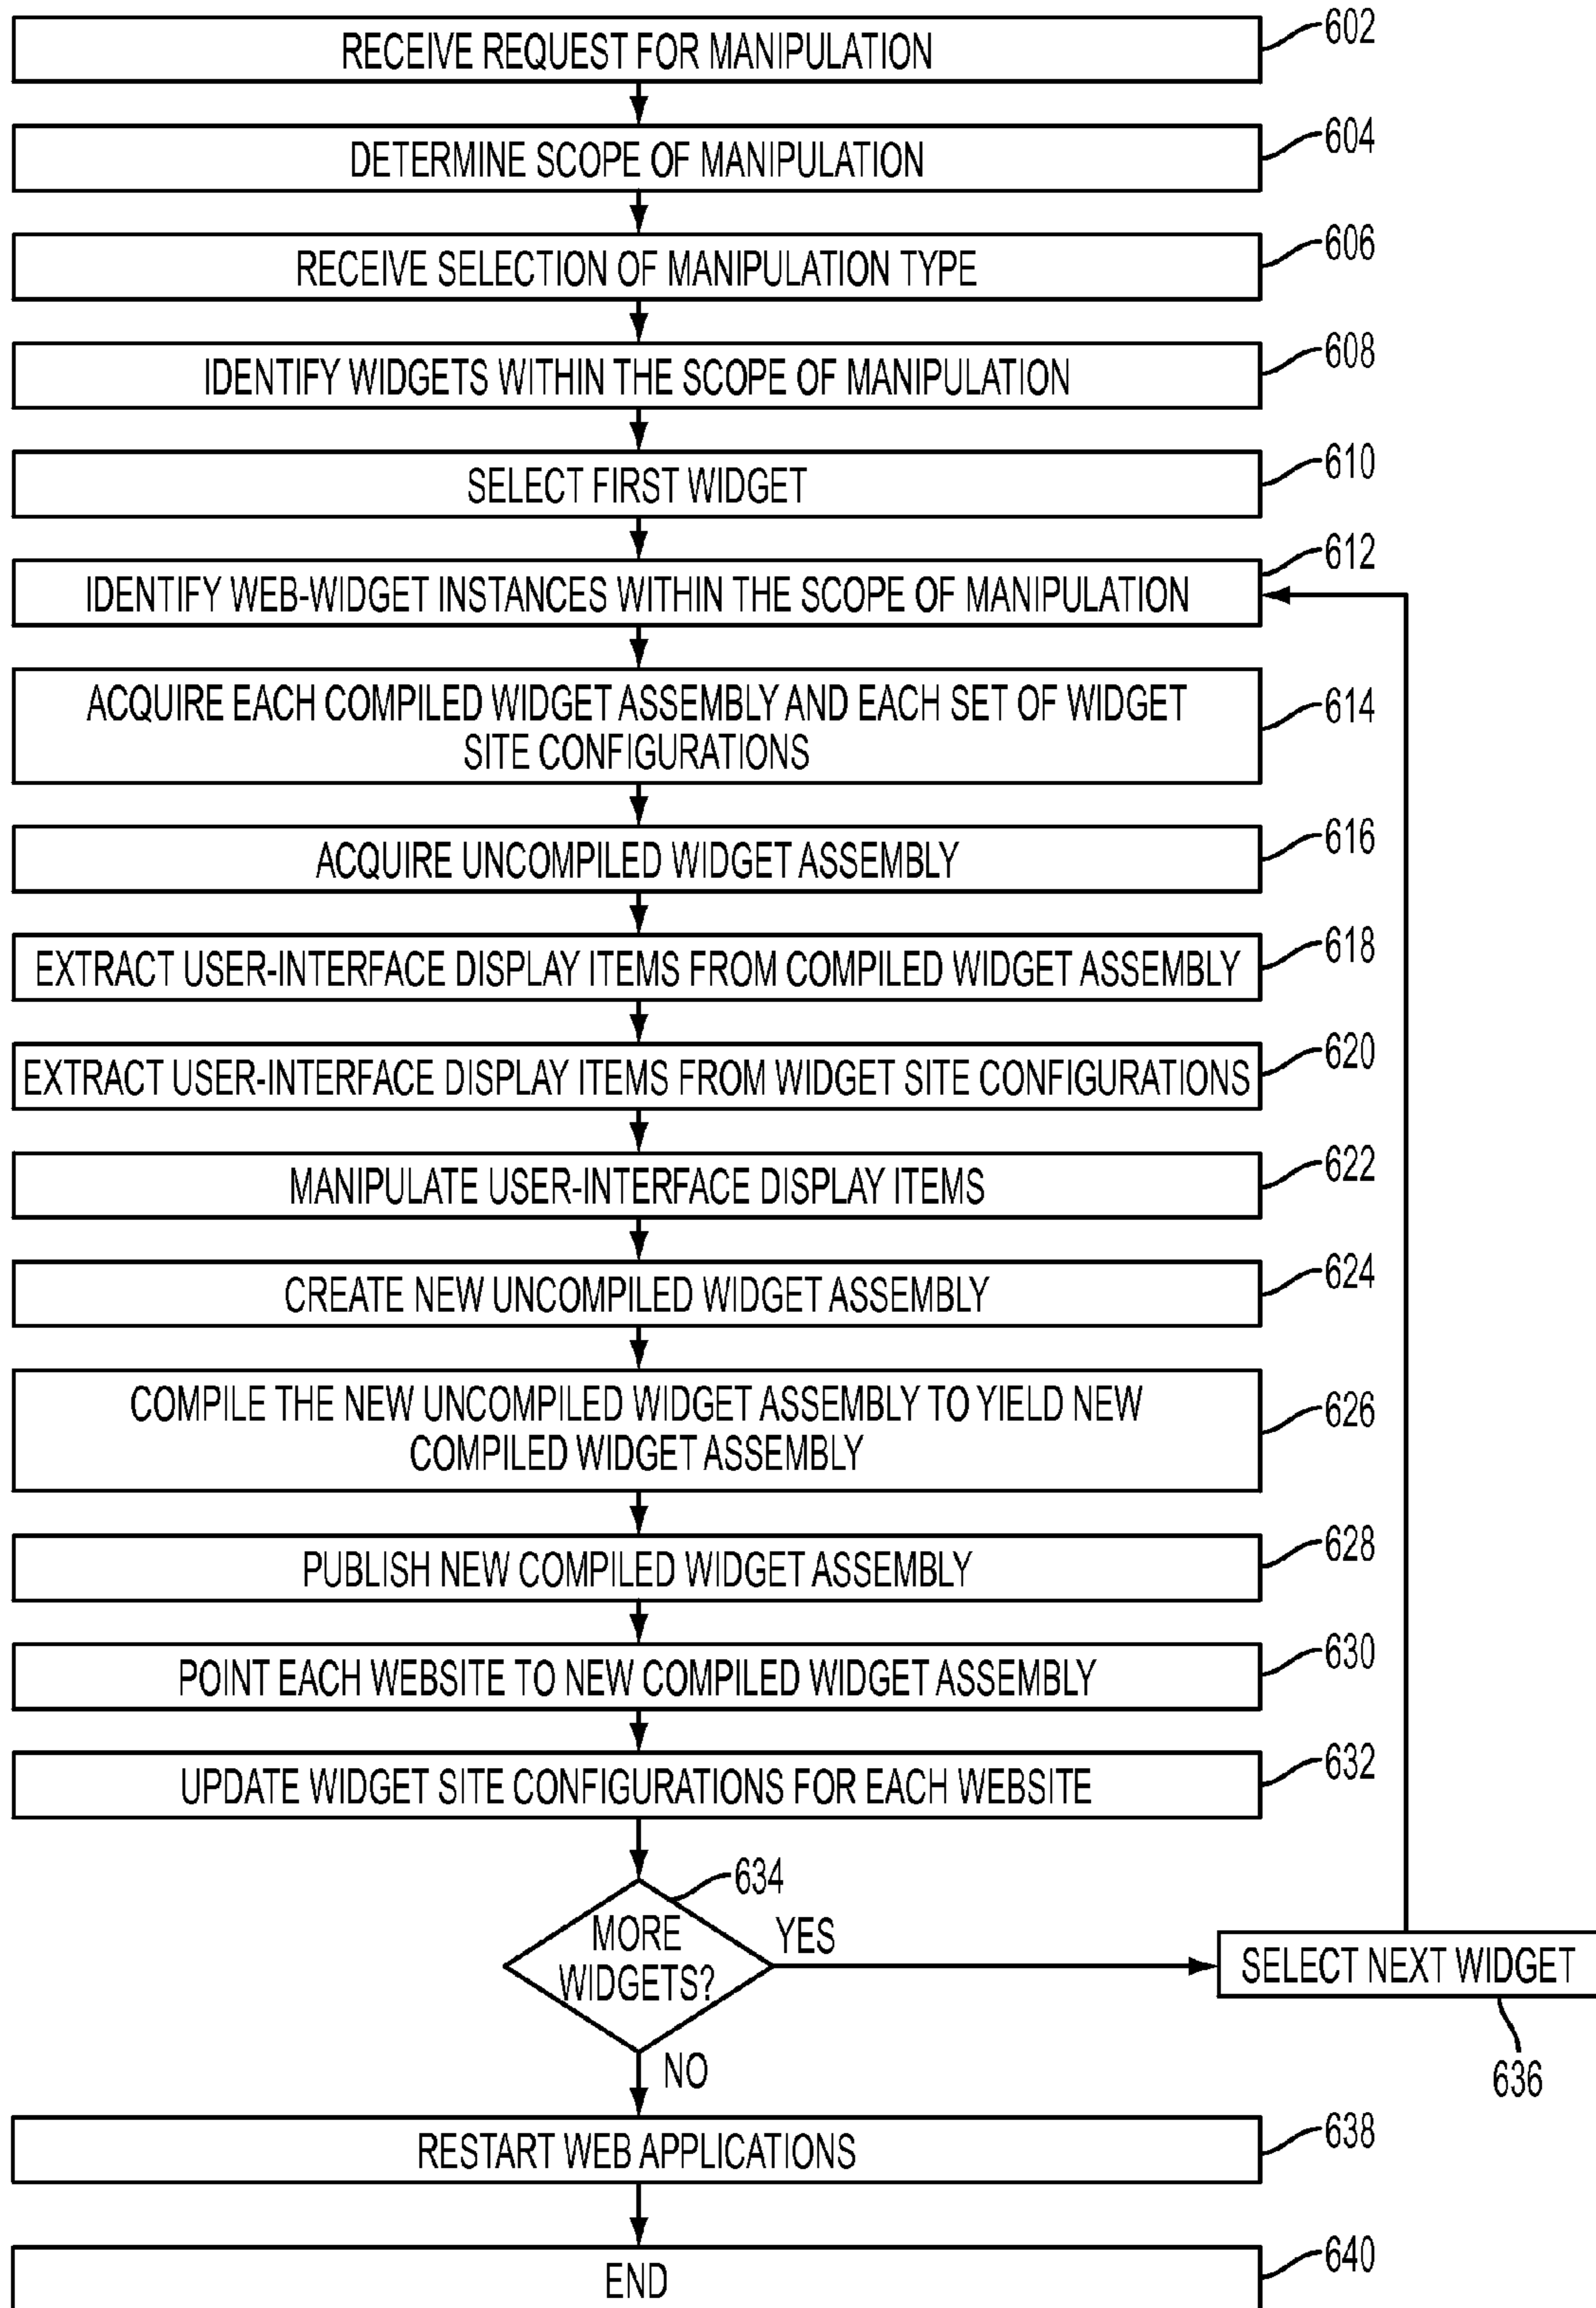 RECEIVE REQUEST FOR MANIPULATION
602
DETERMINE SCOPE OF MANIPULATION
604
RECEIVE SELECTION OF MANIPULATION TYPE
606
IDENTIFY WIDGETS WITHIN THE SCOPE OF MANIPULATION
608
SELECT FIRST WIDGET
610
IDENTIFY WEB-WIDGET INSTANCES WITHIN THE SCOPE OF MANIPULATION
612
ACQUIRE EACH COMPILED WIDGET ASSEMBLY AND EACH SET OF WIDGET
SITE CONFIGURATIONS
614
ACQUIRE UNCOMPILED WIDGET ASSEMBLY
616
EXTRACT USER-INTERFACE DISPLAY ITEMS FROM COMPILED WIDGET ASSEMBLY
618
EXTRACT USER-INTERFACE DISPLAY ITEMS FROM WIDGET SITE CONFIGURATIONS
620
MANIPULATE USER-INTERFACE DISPLAY ITEMS
622
CREATE NEW UNCOMPILED WIDGET ASSEMBLY
624
COMPILE THE NEW UNCOMPILED WIDGET ASSEMBLY TO YIELD NEW
COMPILED WIDGET ASSEMBLY
626
PUBLISH NEW COMPILED WIDGET ASSEMBLY
628
POINT EACH WEBSITE TO NEW COMPILED WIDGET ASSEMBLY
630
UPDATE WIDGET SITE CONFIGURATIONS FOR EACH WEBSITE
632
634
MORE
WIDGETS?
YES
SELECT NEXT WIDGET
636
NO
RESTART WEB APPLICATIONS
638
END
640